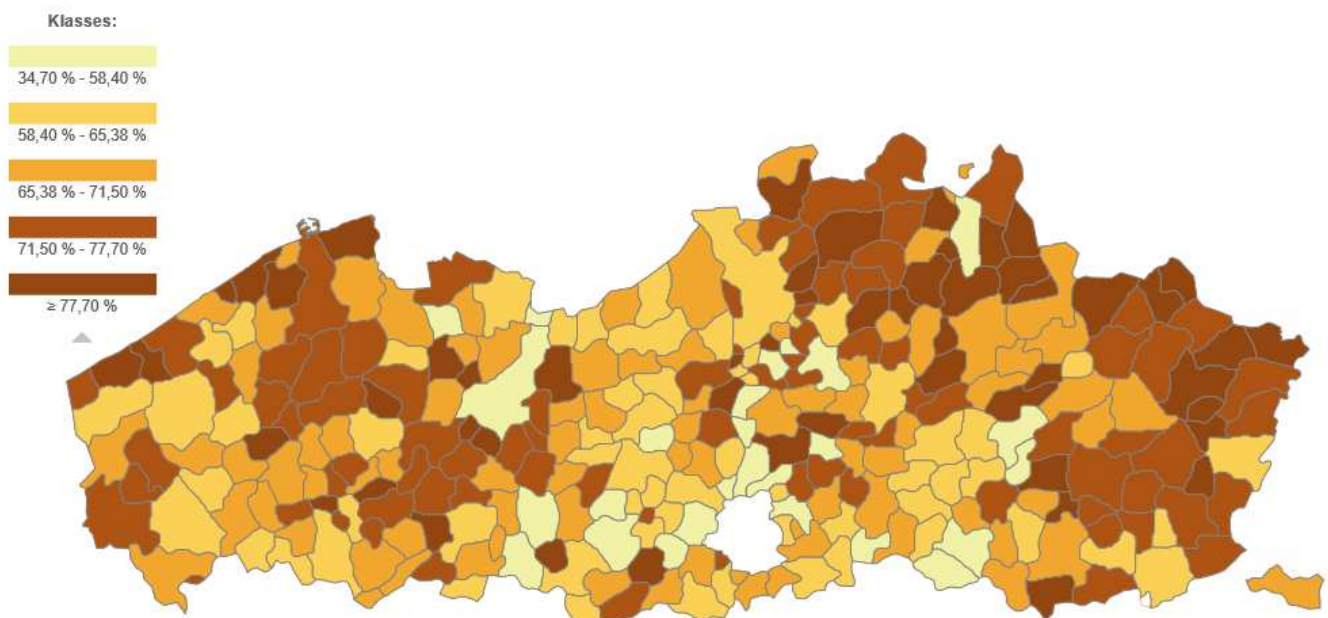 Klasses:
34,70 % - 58,40 %
58,40 % - 65,38 %
65,38 % - 71,50 %
71,50 % - 77,70 %
≥ 77,70 %